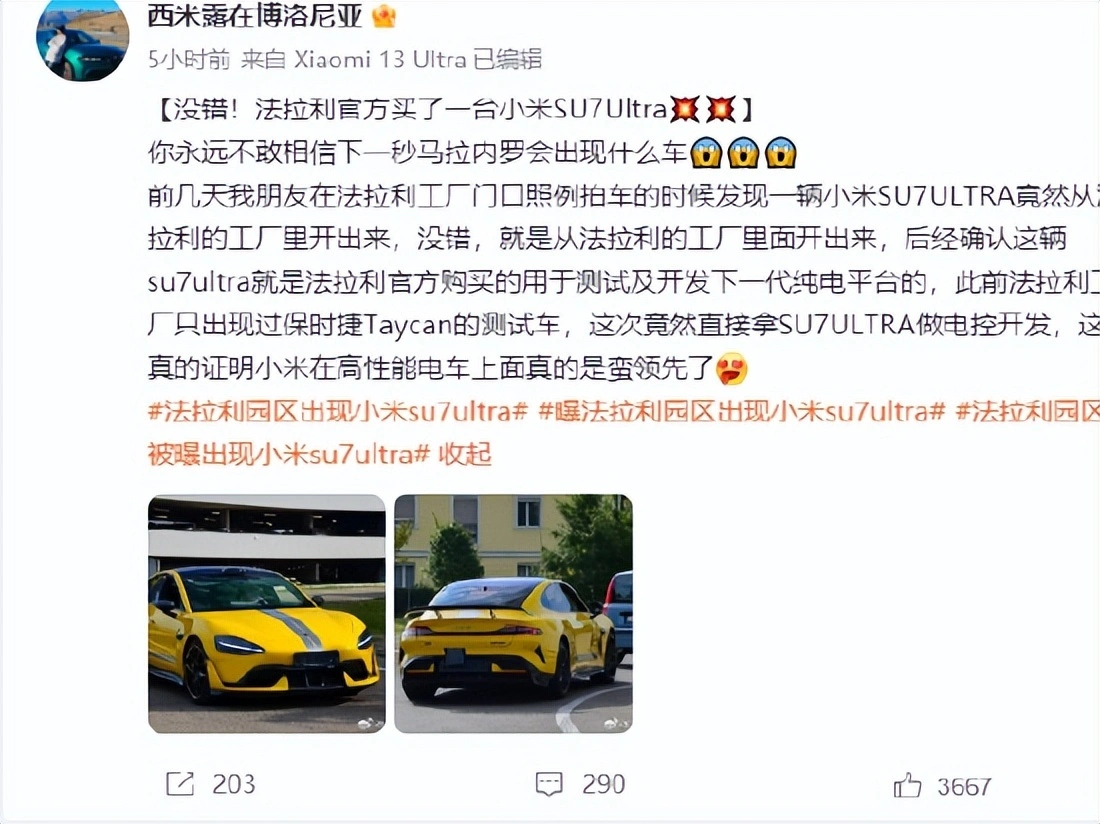 西米露在博洛尼亚
5小时前 来自 Xiaomi 13 Ultra 已编辑
【没错！法拉利官方买了一台小米SU7Ultra💥💥】
你永远不敢相信下一秒马拉内罗会出现什么车😱😱😱
前几天我朋友在法拉利工厂门口照例拍车的时候发现一辆小米SU7ULTRA竟然从
拉利的工厂里开出来，没错，就是从法拉利的工厂里面开出来，后经确认这辆
su7ultra就是法拉利官方购买的用于测试及开发下一代纯电平台的，此前法拉利
厂只出现过保时捷Taycan的测试车，这次竟然直接拿SU7ULTRA做电控开发，这
真的证明小米在高性能电车上面真的是蛮领先了😍
#法拉利园区出现小米su7ultra# #曝法拉利园区出现小米su7ultra# #法拉利园区
被曝出现小米su7ultra# 收起
203 290 3667